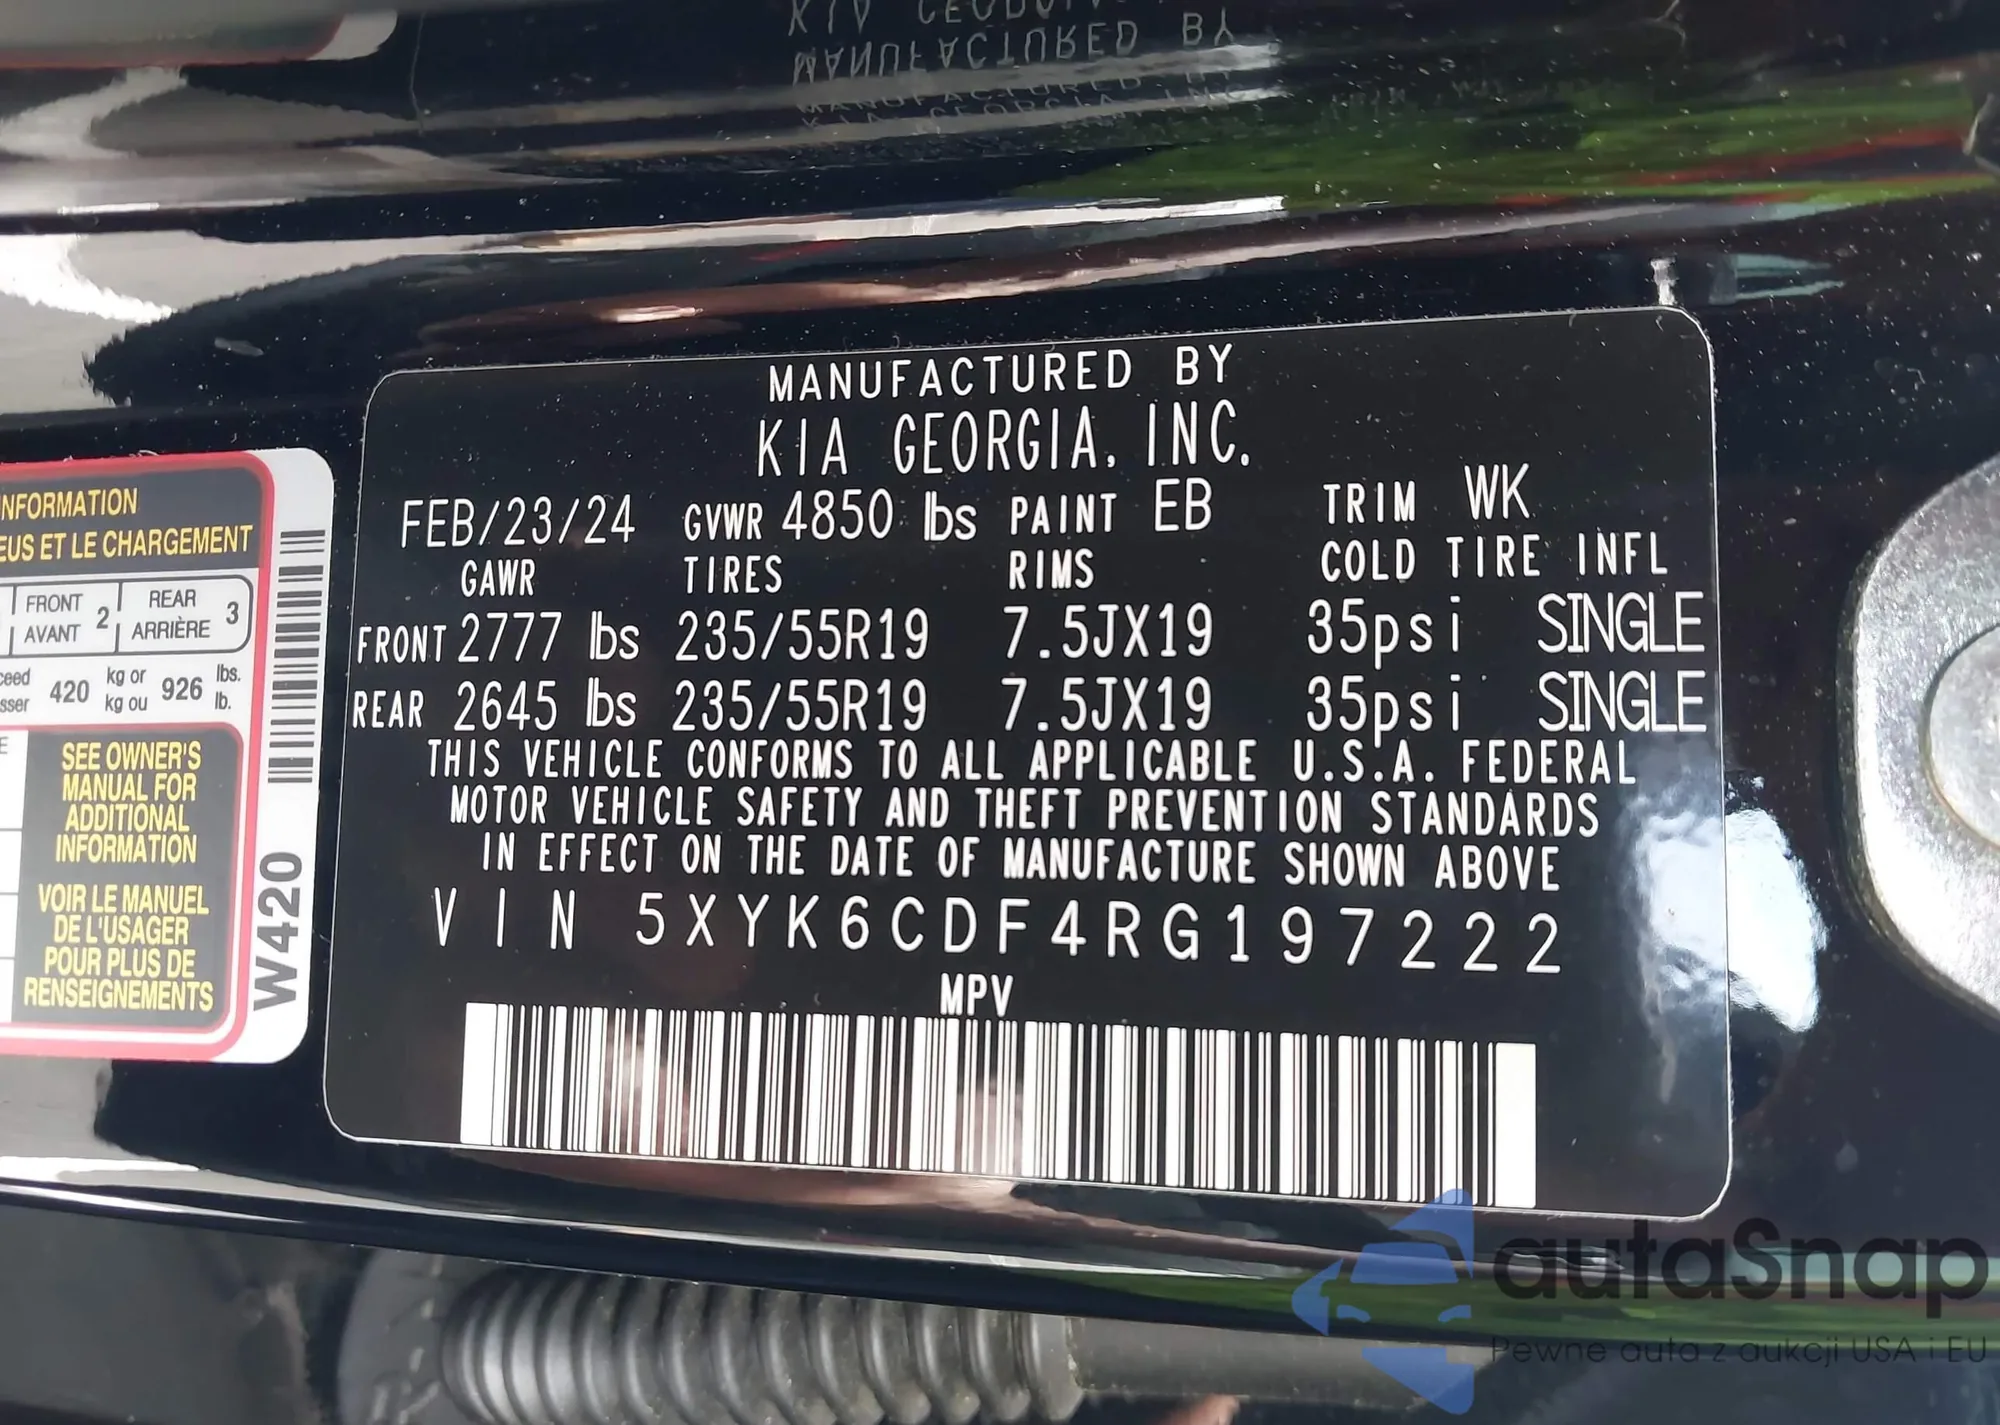 MANUFACTURED BY
KIA GEORGIA, INC.
FEB/23/24 GVWR 4850 lbs PAINT EB TRIM WK
GAWR TIRES RIMS COLD TIRE INFL
FRONT 2777 lbs 235/55R19 7.5JX19 35psi SINGLE
REAR 2645 lbs 235/55R19 7.5JX19 35psi SINGLE
THIS VEHICLE CONFORMS TO ALL APPLICABLE U.S.A. FEDERAL
MOTOR VEHICLE SAFETY AND THEFT PREVENTION STANDARDS
IN EFFECT ON THE DATE OF MANUFACTURE SHOWN ABOVE
VIN 5XYK6CDF4RG197222
MPV
NFORMATION
EUS ET LE CHARGEMENT
FRONT
AVANT 2
REAR
ARRIÈRE 3
420 kg or
kg ou 926 lbs.
lb.
SEE OWNER'S
MANUAL FOR
ADDITIONAL
INFORMATION
VOIR LE MANUEL
DE L'USAGER
POUR PLUS DE
RENSEIGNEMENTS
W420
autaSnap
Pewne auta z aukcji USA i EU